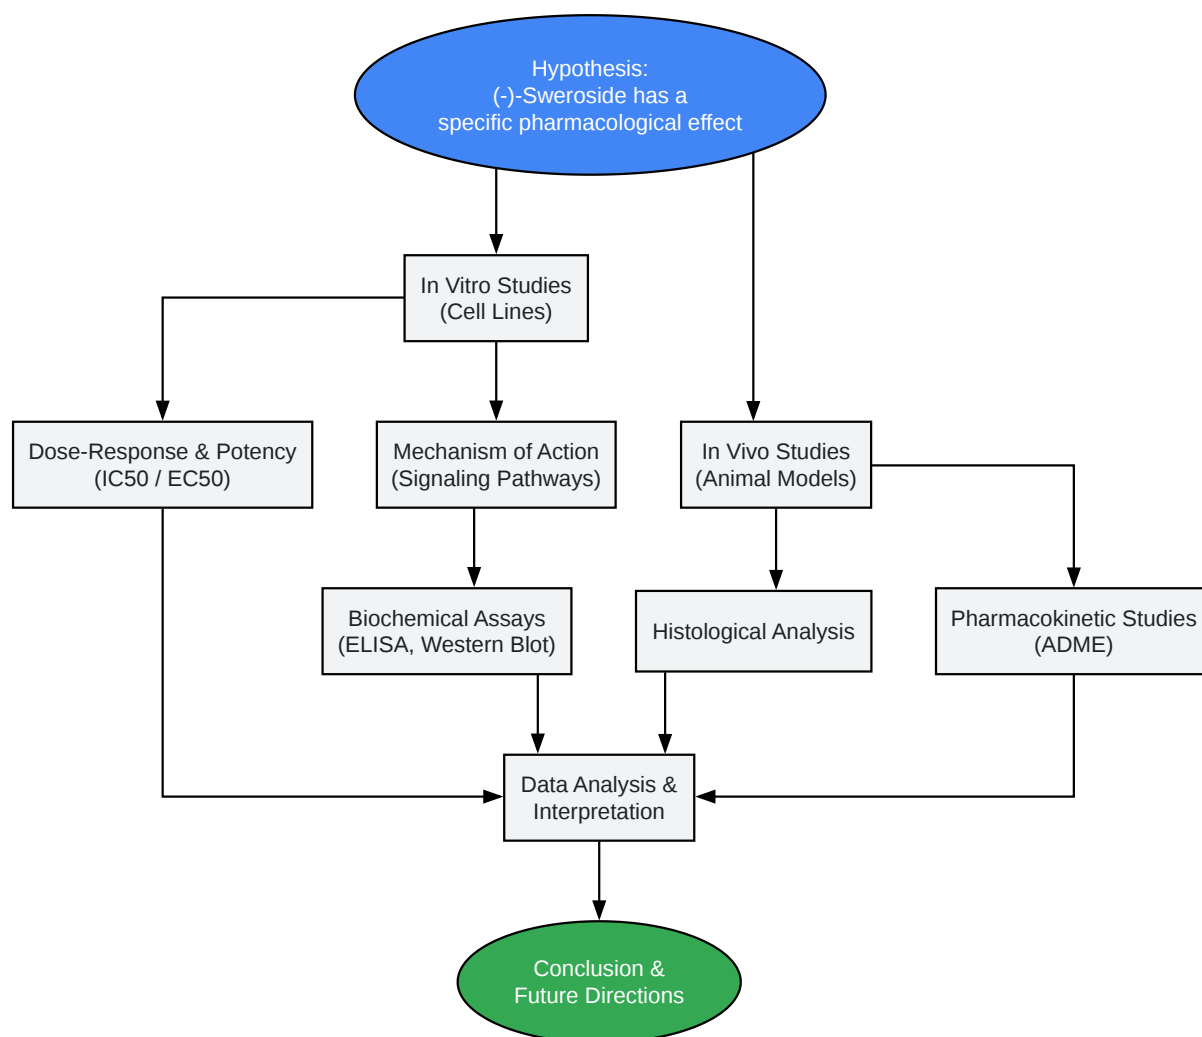 Hypothesis:
(-)-Sweroside has a
specific pharmacological effect
In Vitro Studies
(Cell Lines)
Dose-Response & Potency
(IC50 / EC50)
Mechanism of Action
(Signaling Pathways)
In Vivo Studies
(Animal Models)
Biochemical Assays
(ELISA, Western Blot)
Histological Analysis
Pharmacokinetic Studies
(ADME)
Data Analysis &
Interpretation
Conclusion &
Future Directions